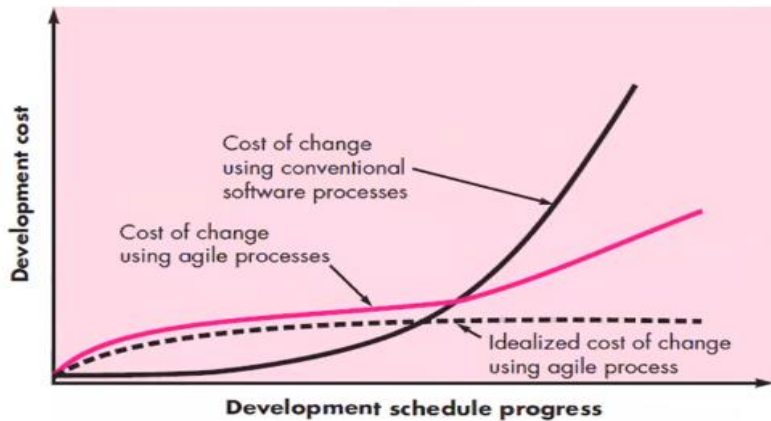 Development cost
Cost of change
using conventional
software processes
Cost of change
using agile processes
Idealized cost of change
using agile process
Development schedule progress